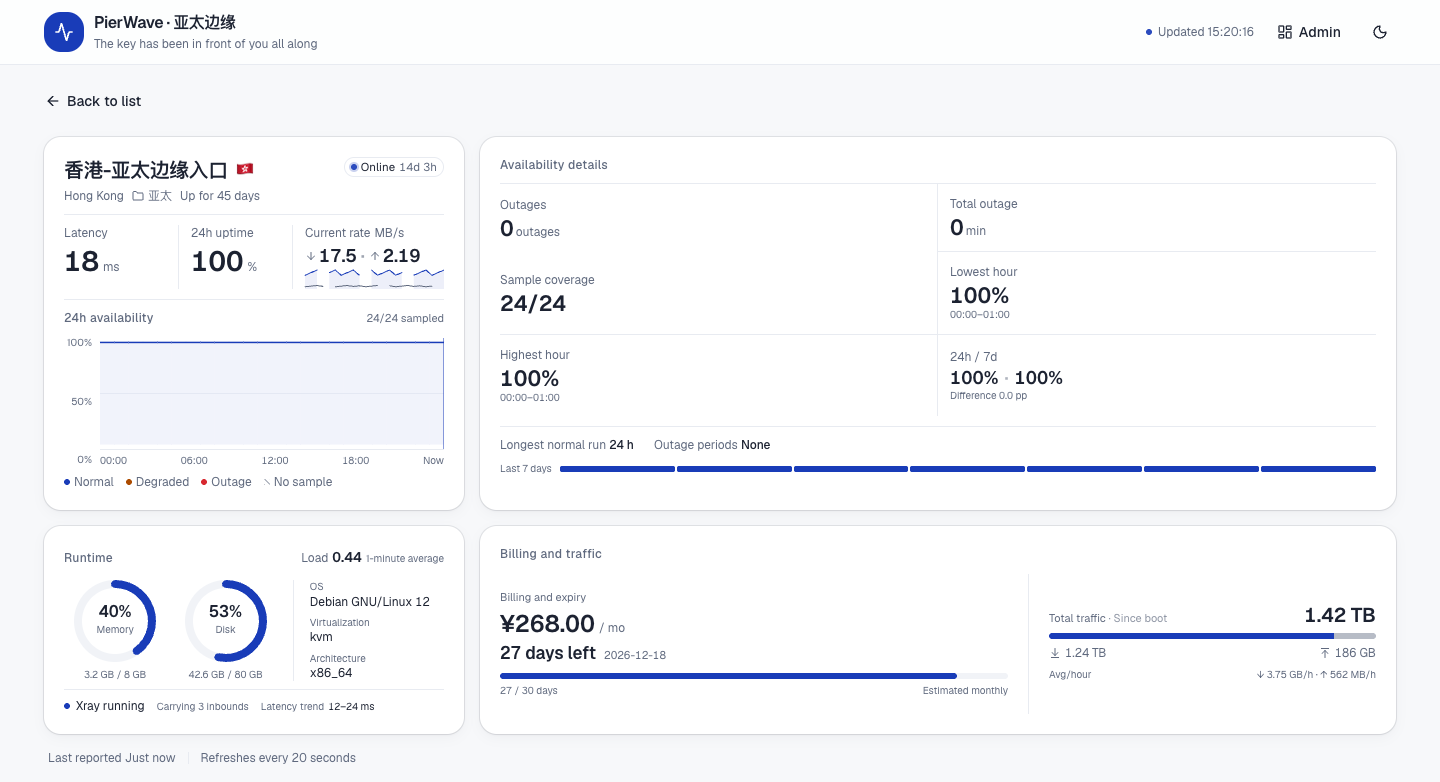 PierWave · 亚太边缘
The key has been in front of you all along
Updated 15:20:16
Admin
Back to list
香港-亚太边缘入口
Online 14d 3h
Hong Kong 亚太 Up for 45 days
Latency
18 ms
24h uptime
100 %
Current rate MB/s
↓ 17.5 · ↑ 2.19
24h availability
24/24 sampled
100%
50%
0%
00:00 06:00 12:00 18:00 Now
Normal Degraded Outage No sample
Availability details
Outages
0 outages
Total outage
0 min
Sample coverage
24/24
Lowest hour
100%
00:00–01:00
Highest hour
100%
00:00–01:00
24h / 7d
100% · 100%
Difference 0.0 pp
Longest normal run 24 h Outage periods None
Last 7 days
Runtime
Load 0.44 1-minute average
40%
Memory
3.2 GB / 8 GB
53%
Disk
42.6 GB / 80 GB
OS
Debian GNU/Linux 12
Virtualization
kvm
Architecture
x86_64
Xray running Carrying 3 inbounds Latency trend 12–24 ms
Billing and traffic
Billing and expiry
¥268.00 / mo
27 days left 2026-12-18
27 / 30 days
Estimated monthly
Total traffic · Since boot
1.42 TB
1.24 TB
186 GB
Avg/hour
↓ 3.75 GB/h · ↑ 562 MB/h
Last reported Just now
Refreshes every 20 seconds